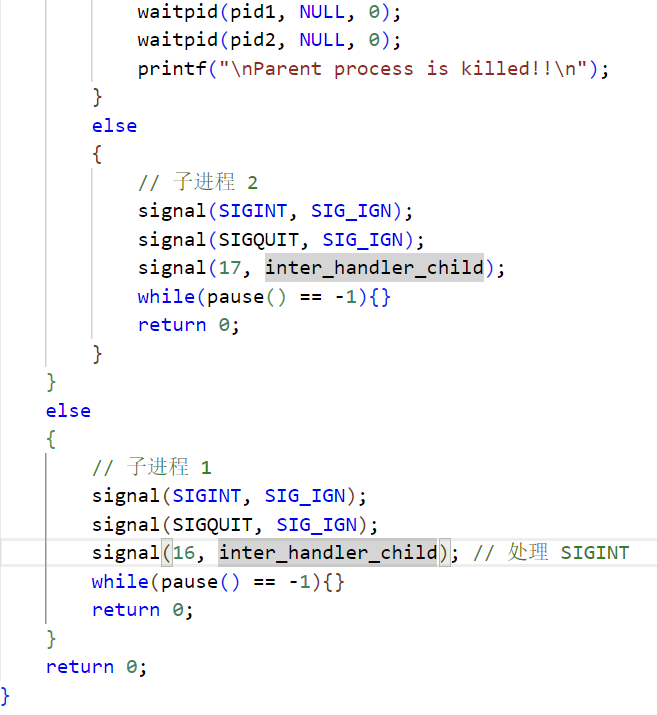 waitpid(pid1, NULL, 0);
waitpid(pid2, NULL, 0);
printf("\nParent process is killed!!\n");
}
else
{
// 子进程 2
signal(SIGINT, SIG_IGN);
signal(SIGQUIT, SIG_IGN);
signal(17, inter_handler_child);
while(pause() == -1){}
return 0;
}
}
else
{
// 子进程 1
signal(SIGINT, SIG_IGN);
signal(SIGQUIT, SIG_IGN);
signal(16, inter_handler_child); // 处理 SIGINT
while(pause() == -1){}
return 0;
}
return 0;
}